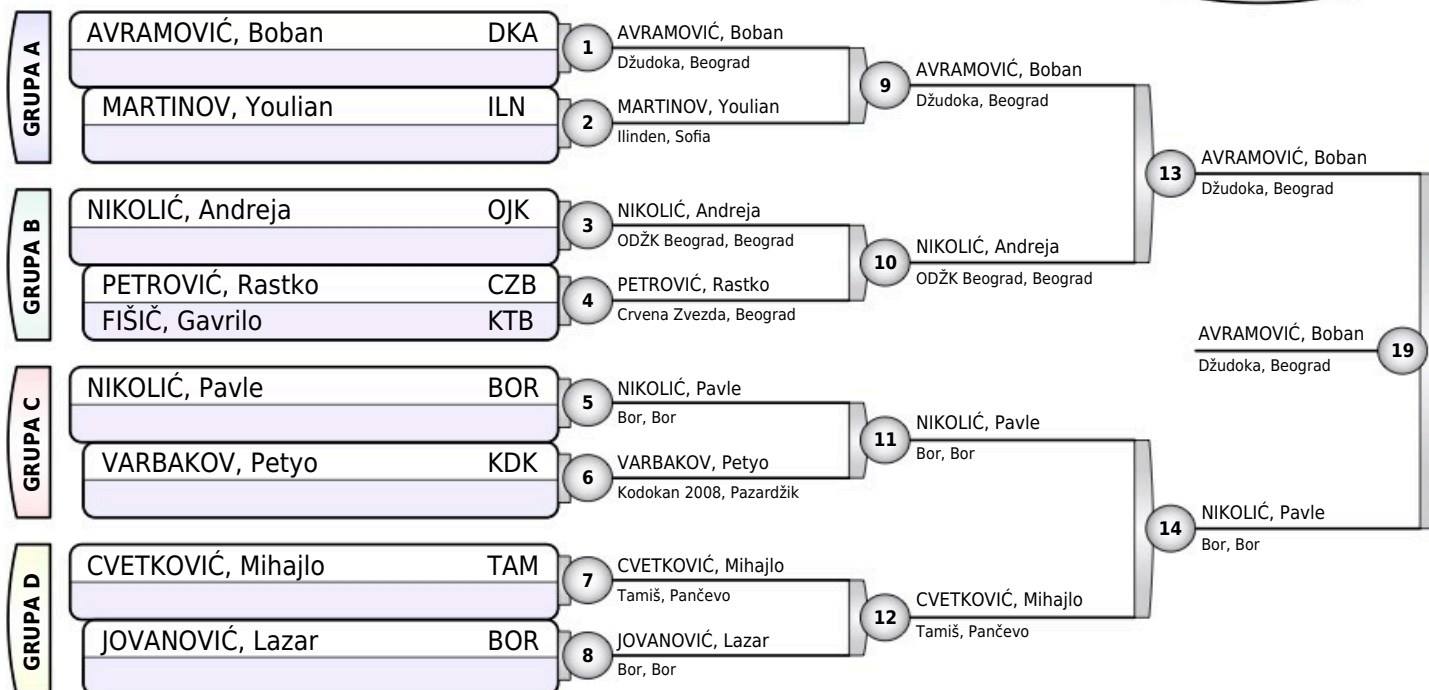 GRUPA A
AVRAMOVIĆ, Boban DKA
MARTINOV, Youlian ILN
1
AVRAMOVIĆ, Boban
Džudoka, Beograd
2
MARTINOV, Youlian
Ilinden, Sofia
9
AVRAMOVIĆ, Boban
Džudoka, Beograd
GRUPA B
NIKOLIĆ, Andreja OJK
PETROVIĆ, Rastko CZB
FIŠIČ, Gavrilo KTB
3
NIKOLIĆ, Andreja
ODŽK Beograd, Beograd
4
PETROVIĆ, Rastko
Crvena Zvezda, Beograd
10
NIKOLIĆ, Andreja
ODŽK Beograd, Beograd
13
AVRAMOVIĆ, Boban
Džudoka, Beograd
GRUPA C
NIKOLIĆ, Pavle BOR
VARBAKOV, Petyo KDK
5
NIKOLIĆ, Pavle
Bor, Bor
6
VARBAKOV, Petyo
Kodokan 2008, Pazardžik
11
NIKOLIĆ, Pavle
Bor, Bor
GRUPA D
CVETKOVIĆ, Mihajlo TAM
JOVANOVIĆ, Lazar BOR
7
CVETKOVIĆ, Mihajlo
Tamiš, Pančevo
8
JOVANOVIĆ, Lazar
Bor, Bor
12
CVETKOVIĆ, Mihajlo
Tamiš, Pančevo
14
NIKOLIĆ, Pavle
Bor, Bor
AVRAMOVIĆ, Boban
Džudoka, Beograd
19